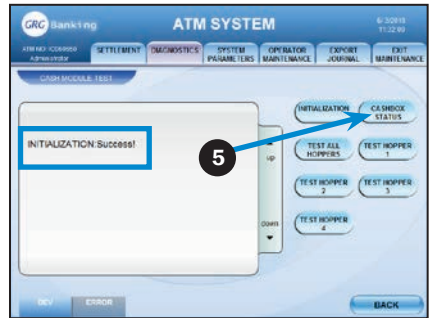 GRG Banking
ATM SYSTEM
Administrator
SETTLEMENT
DIAGNOSTICS
SYSTEM
PARAMETERS
OPERATOR
MAINTENANCE
EXPORT
JOURNAL
EXIT
MAINTENANCE
CASH MODULE TEST
INITIALIZATION:Success!
5
up
down
INITIALIZATION
CASHBOX
STATUS
TEST ALL
HOPPERS
TEST HOPPER
1
TEST HOPPER
2
TEST HOPPER
3
TEST HOPPER
4
DEV
ERROR
BACK